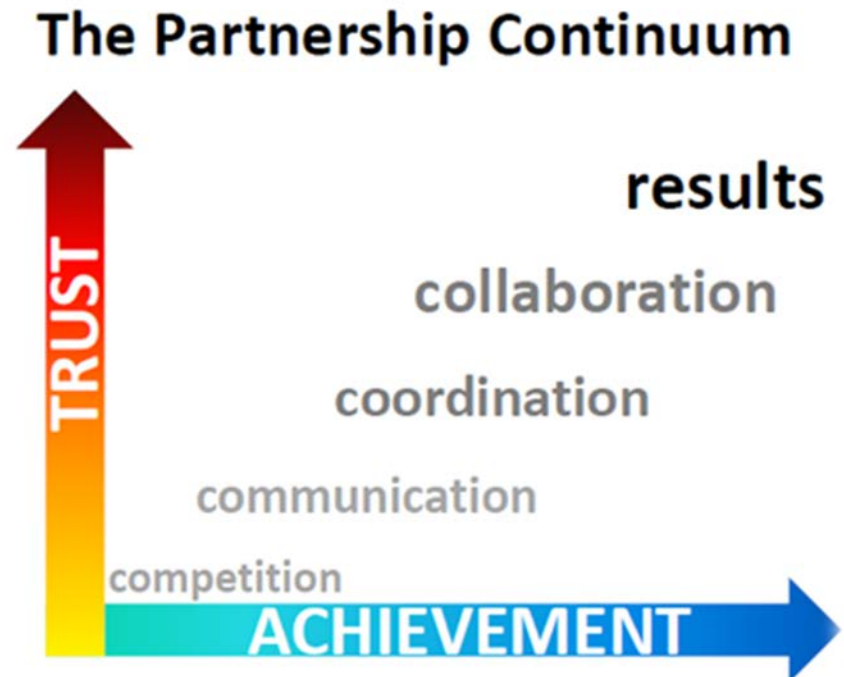 The Partnership Continuum
results
TRUST
collaboration
coordination
communication
competition
ACHIEVEMENT